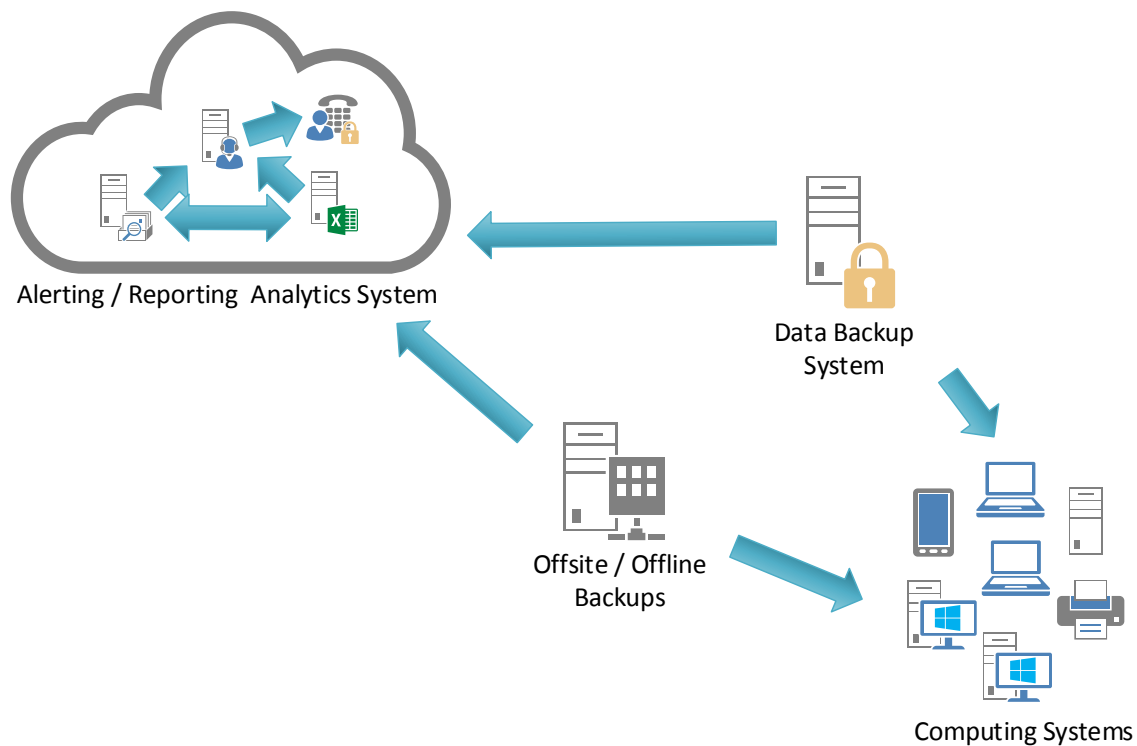 Alerting / Reporting  Analytics System
Data Backup
System
Offsite / Offline
Backups
Computing Systems